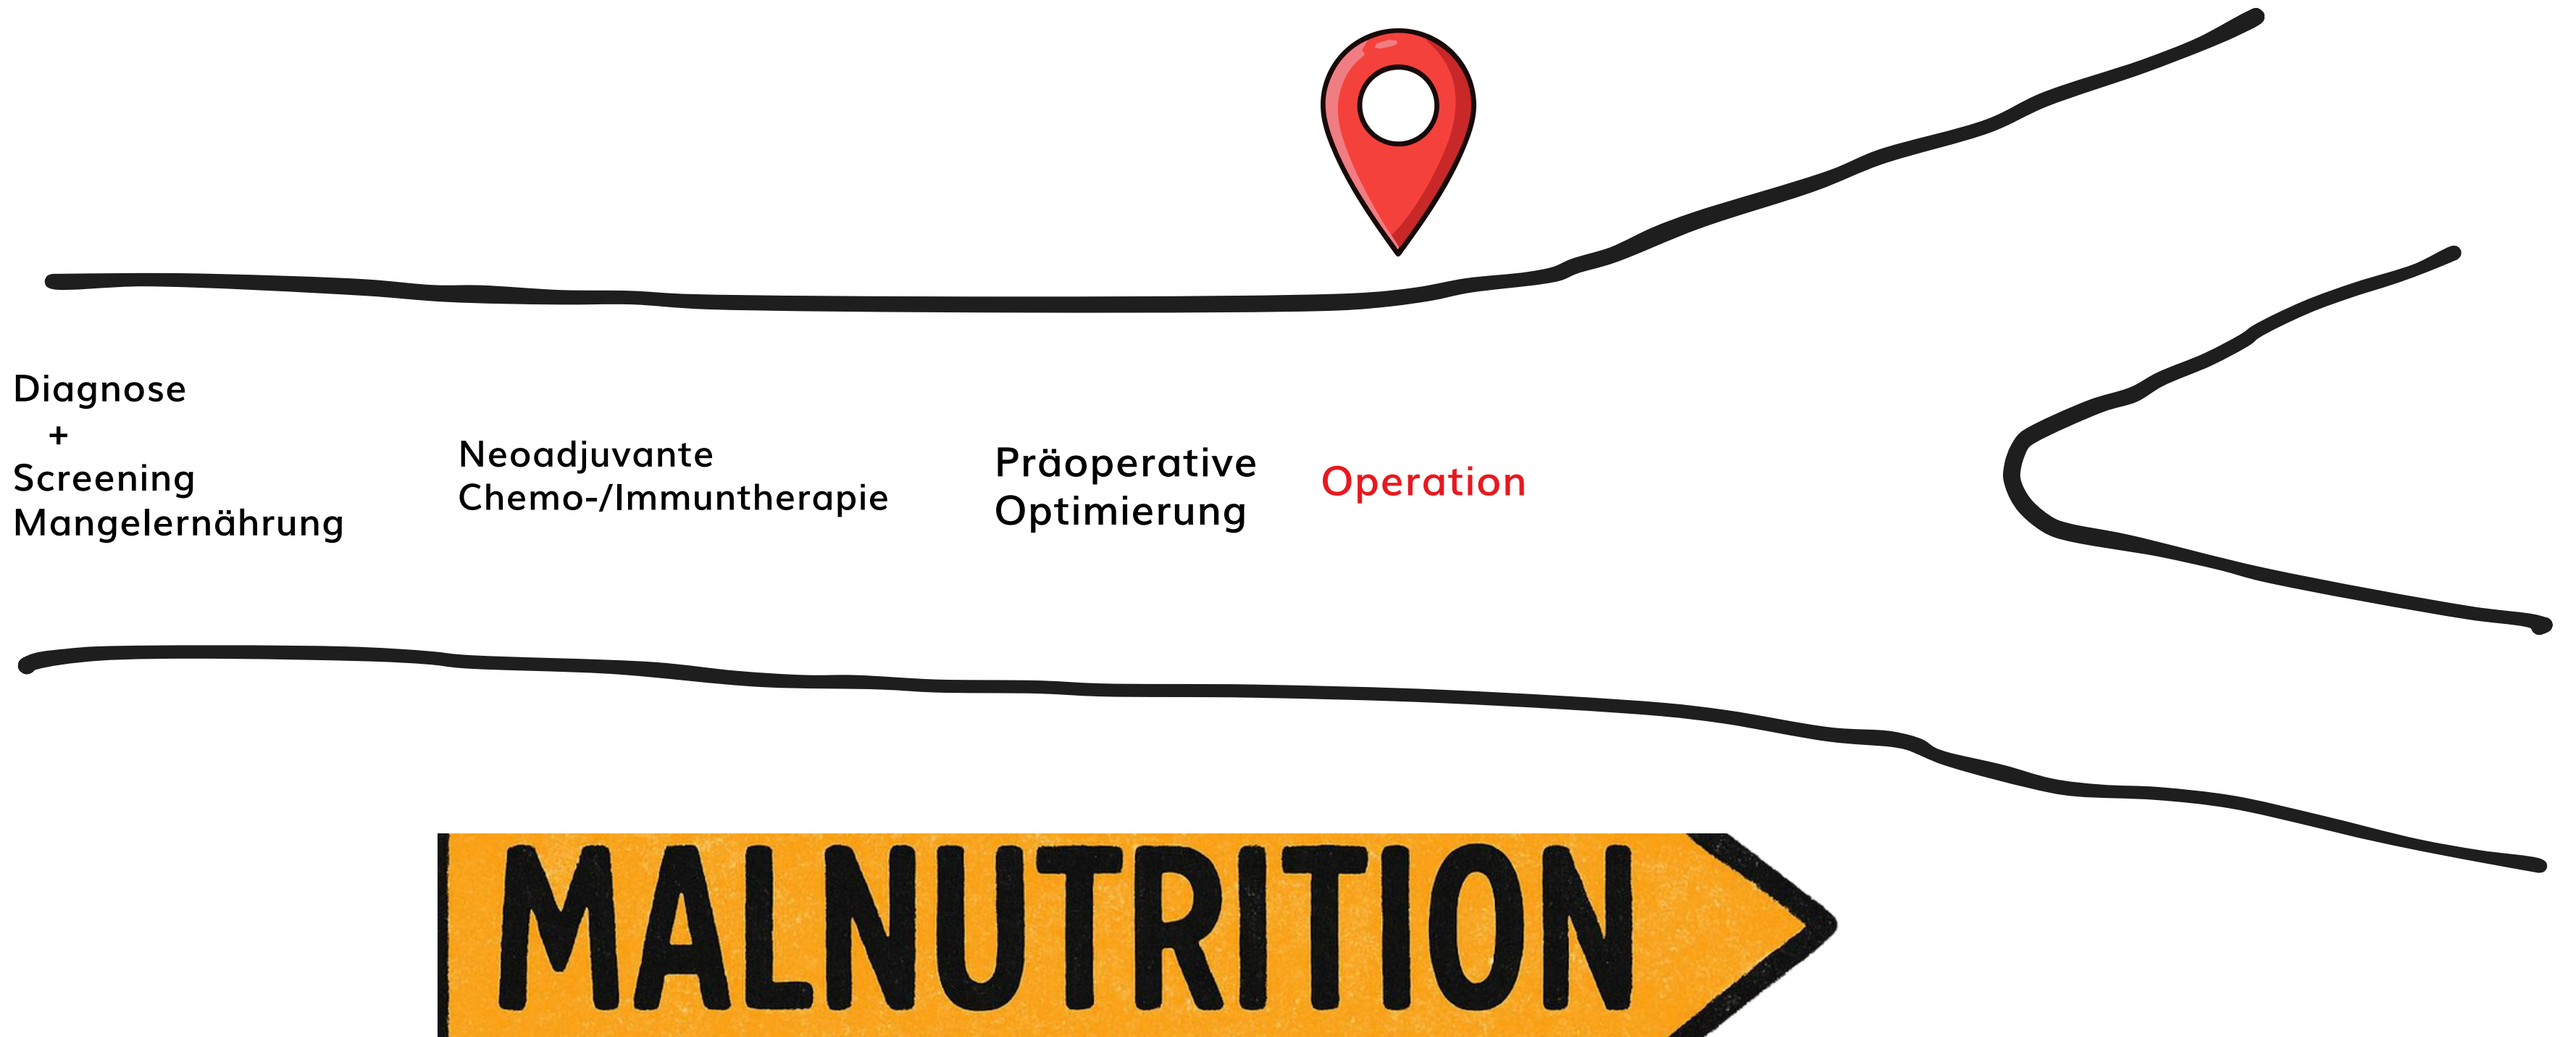 Diagnose
+
Screening
Mangelernährung
Neoadjuvante
Chemo-/Immuntherapie
Präoperative
Optimierung
Operation
MALNUTRITION